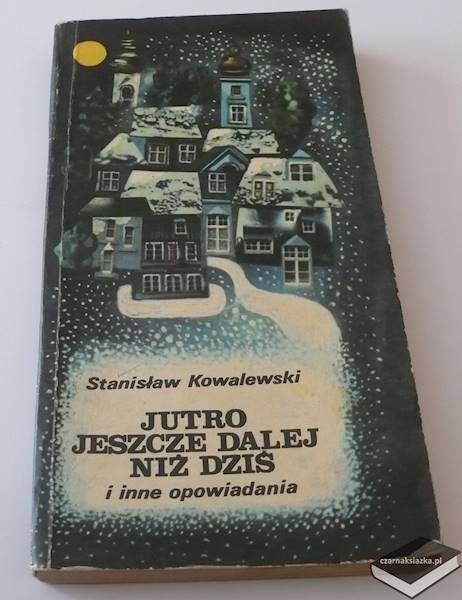 Stanisław Kowalewski
JUTRO
JESZCZE DALEJ
NIŻ DZIŚ
i inne opowiadania
czarnaksiazka.pl